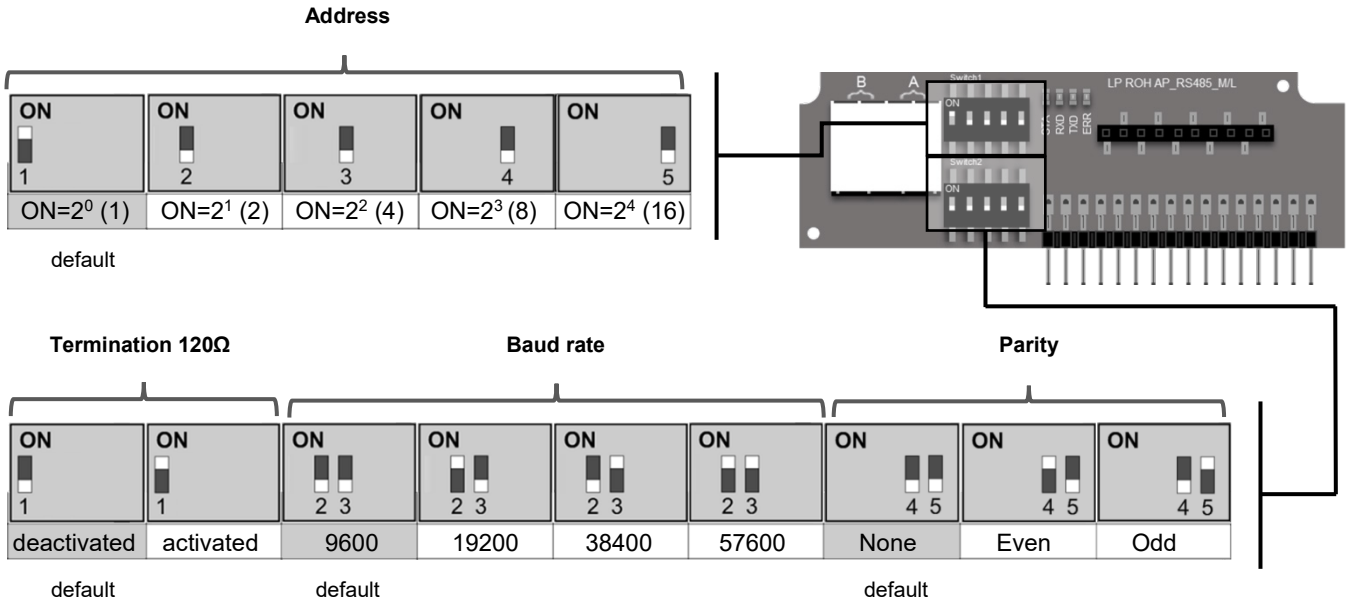 Address
ON ON ON ON ON
1 2 3 4 5
ON=2⁰ (1) ON=2¹ (2) ON=2² (4) ON=2³ (8) ON=2⁴ (16)
default
B A Switch1 LP ROH AP_RS485_M/L
ON
STA RXD TXD ERR
Switch2
ON
Termination 120Ω Baud rate Parity
ON ON ON ON ON ON ON ON ON
1 1 2 3 2 3 2 3 2 3 4 5 4 5 4 5
deactivated activated 9600 19200 38400 57600 None Even Odd
default default default